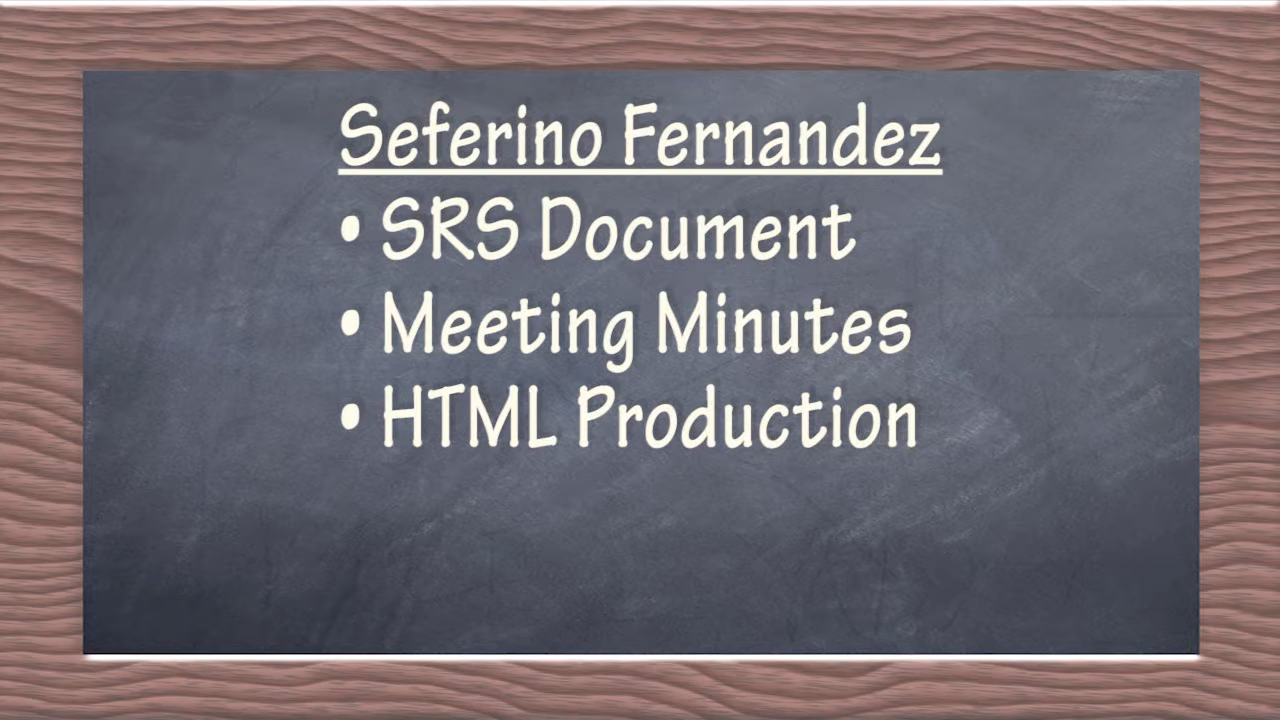 Seferino Fernandez
• SRS Document
• Meeting Minutes
• HTML Production